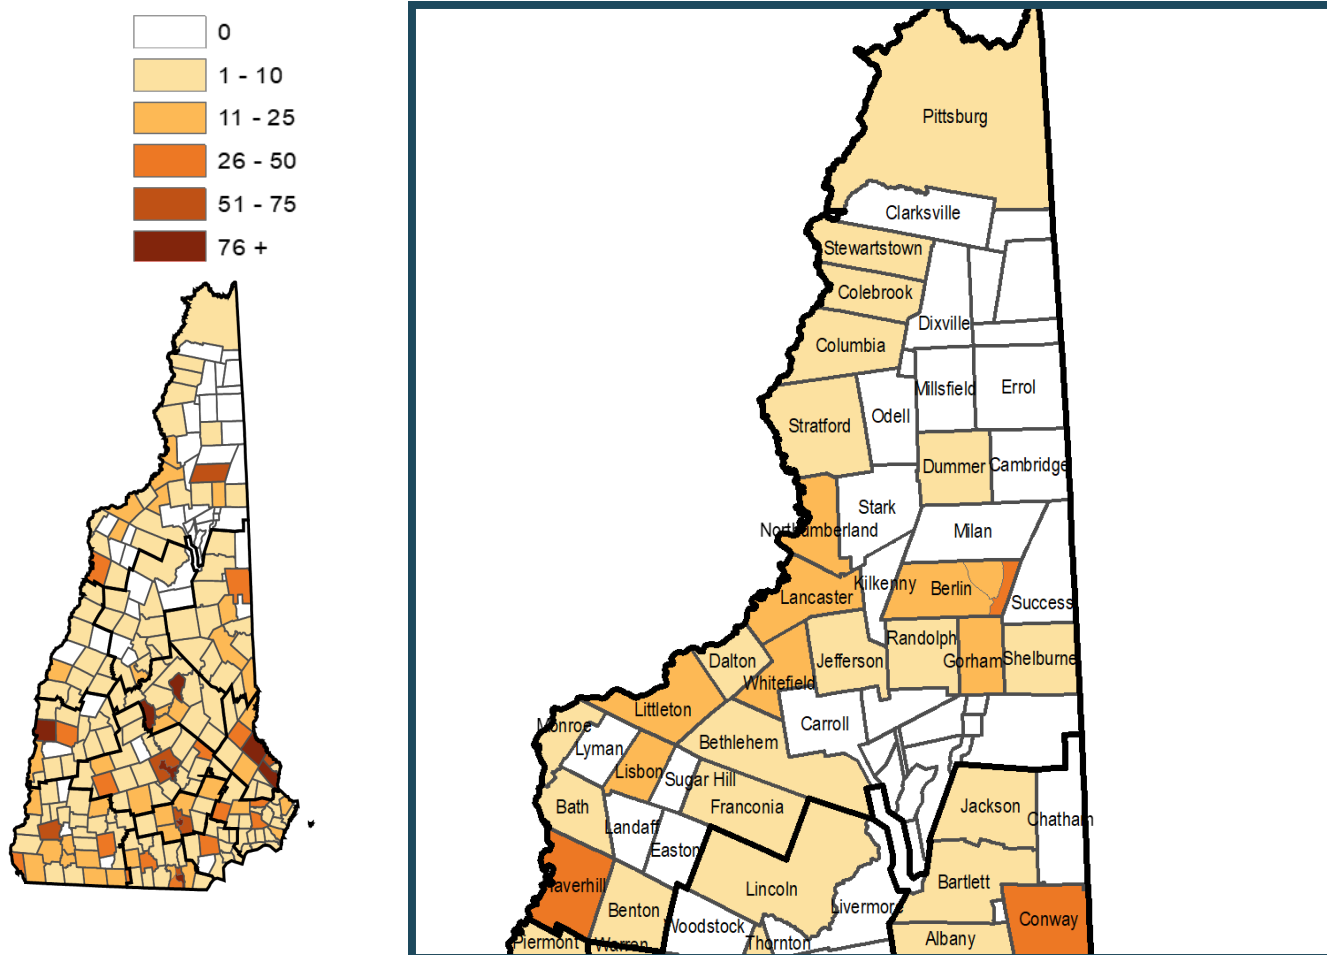 0
1 - 10
11 - 25
26 - 50
51 - 75
76 +
Pittsburg
Clarksville
Stewartstown
Colebrook
Dixville
Columbia
Millsfield
Errol
Odell
Stratford
Dummer
Cambridge
Stark
Northumberland
Milan
Kilkenny
Berlin
Lancaster
Success
Randolph
Dalton
Jefferson
Gorham
Shelburne
Whitefield
Littleton
Monroe
Carroll
Lyman
Bethlehem
Lisbon
Sugar Hill
Bath
Franconia
Jackson
Landaff
Chatham
Easton
Haverhill
Lincoln
Bartlett
Benton
Livermore
Woodstock
Conway
Piermont
Warren
Thornton
Albany